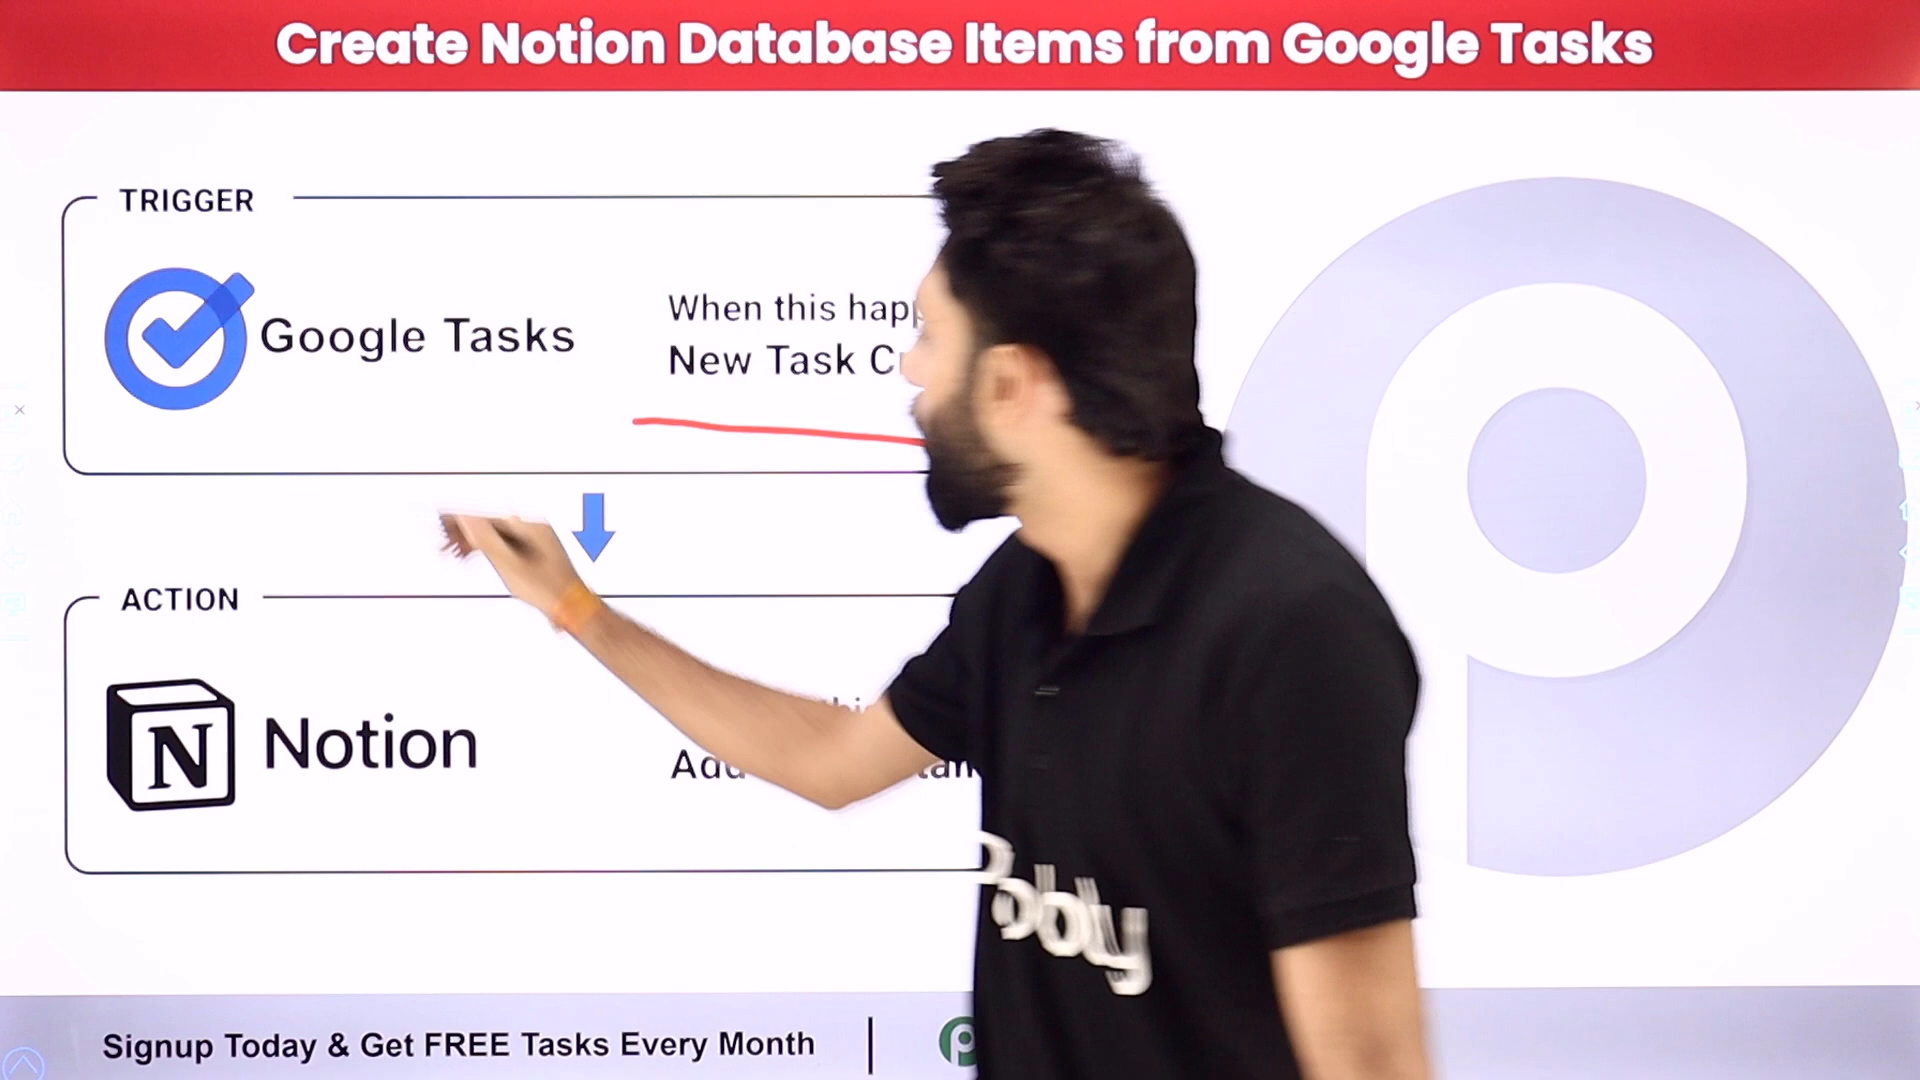 Create Notion Database Items from Google Tasks
TRIGGER
Google Tasks
When this
New Task
ACTION
N Notion
Signup Today & Get FREE Tasks Every Month
Pabbly